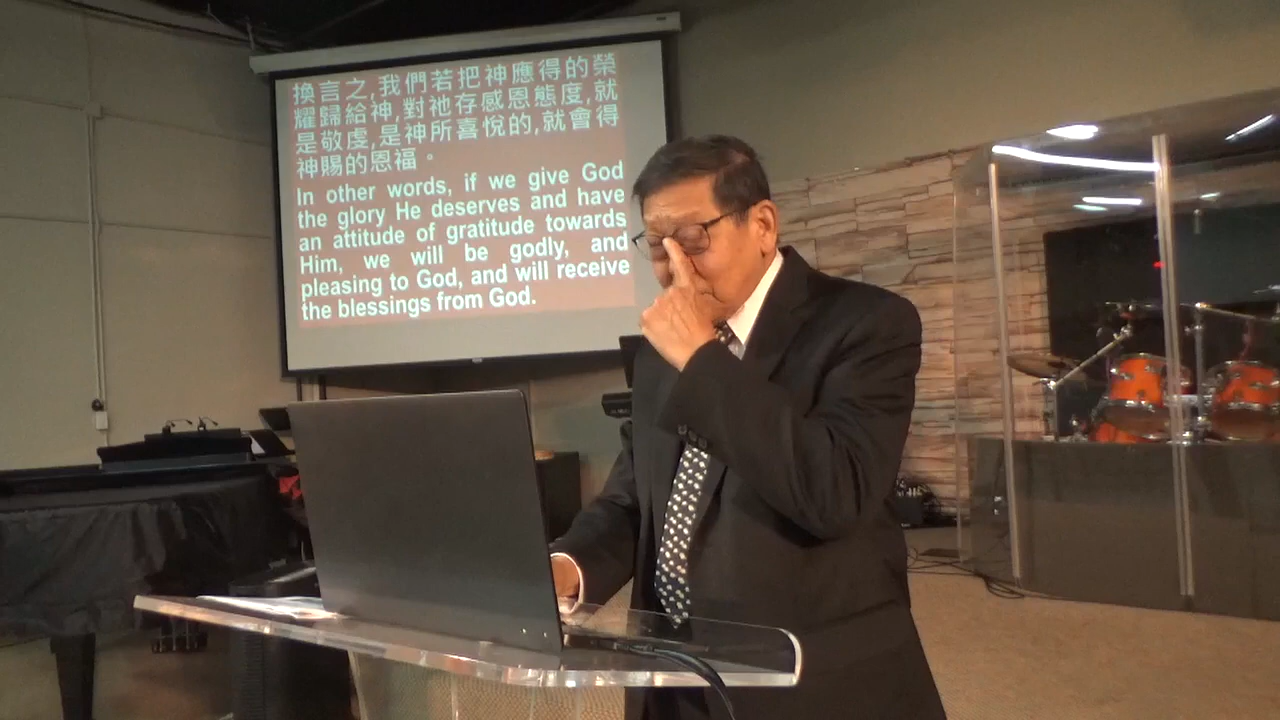 換言之,我們若把神應得的榮
耀歸給神,對祂存感恩態度,就
是敬虔,是神所喜悅的,就會得
神賜的恩福。
In other words, if we give God
the glory He deserves and have
an attitude of gratitude towards
Him, we will be godly, and
pleasing to God, and will receive
the blessings from God.